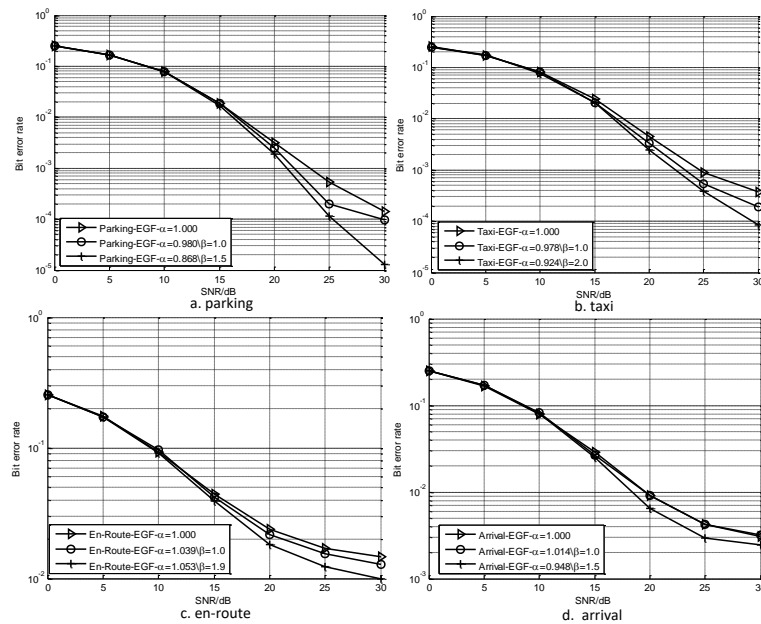 10^0
10^-1
10^-2
10^-3
10^-4
10^-5
Bit error rate
Parking-EGF-α=1.000
Parking-EGF-α=0.980\β=1.0
Parking-EGF-α=0.868\β=1.5
0 5 10 15 20 25 30
SNR/dB
a. parking
10^0
10^-1
10^-2
10^-3
10^-4
10^-5
Bit error rate
Taxi-EGF-α=1.000
Taxi-EGF-α=0.978\β=1.0
Taxi-EGF-α=0.924\β=2.0
0 5 10 15 20 25 30
SNR/dB
b. taxi
10^0
10^-1
10^-2
Bit error rate
En-Route-EGF-α=1.000
En-Route-EGF-α=1.039\β=1.0
En-Route-EGF-α=1.053\β=1.9
0 5 10 15 20 25 30
SNR/dB
c. en-route
10^0
10^-1
10^-2
10^-3
Bit error rate
Arrival-EGF-α=1.000
Arrival-EGF-α=1.014\β=1.0
Arrival-EGF-α=0.948\β=1.5
0 5 10 15 20 25 30
SNR/dB
d. arrival